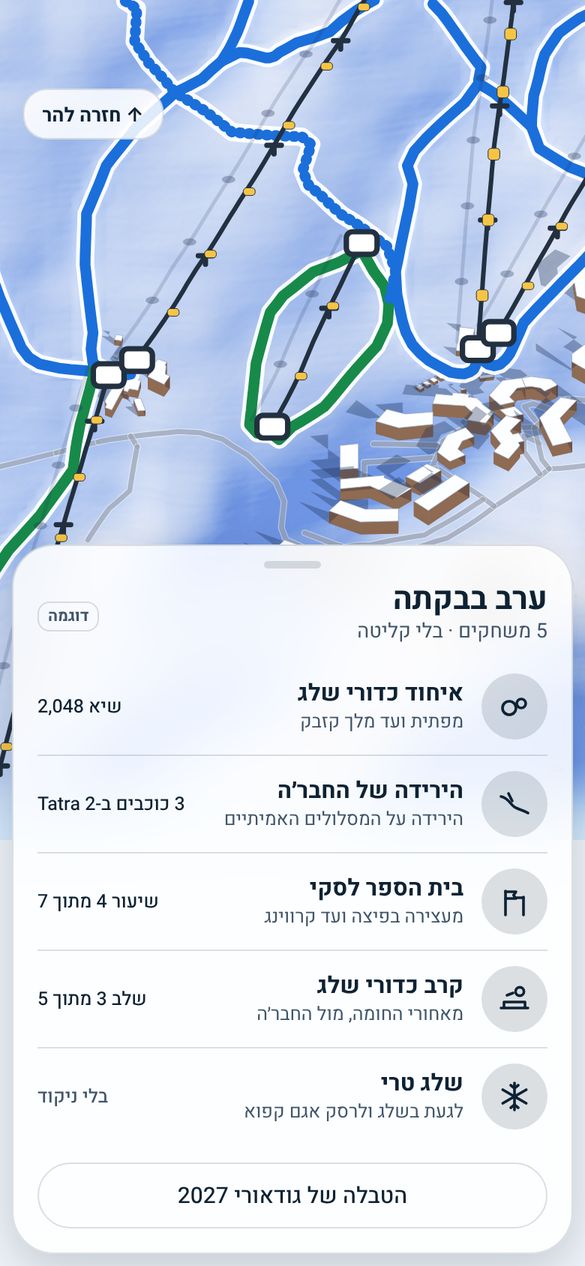 ↑ חזרה להר
ערב בבקתה
דוגמה
5 משחקים · בלי קליטה
איחוד כדורי שלג
מפתית ועד מלך קזבק
שיא 2,048
הירידה של החבר׳ה
הירידה על המסלולים האמיתיים
3 כוכבים ב-Tatra 2
בית הספר לסקי
מעצירה בפיצה ועד קרווינג
שיעור 4 מתוך 7
קרב כדורי שלג
מאחורי החומה, מול החבר׳ה
שלב 3 מתוך 5
שלג טרי
לגעת בשלג ולרסק אגם קפוא
בלי ניקוד
הטבלה של גודאורי 2027